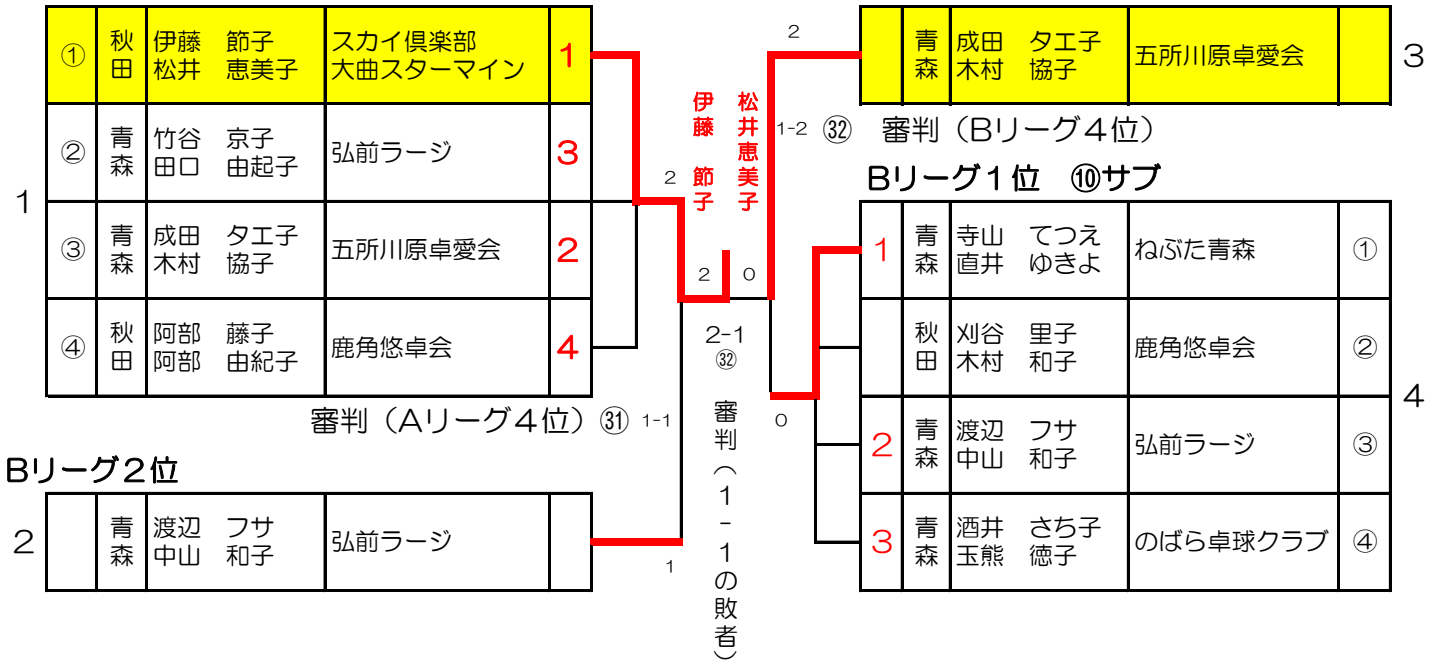 1
① 秋田 伊藤　節子 スカイ倶楽部 1
松井　恵美子 大曲スターマイン
② 青森 竹谷　京子 弘前ラージ 3
田口　由起子
③ 青森 成田　タエ子 五所川原卓愛会 2
木村　協子
④ 秋田 阿部　藤子 鹿角悠卓会 4
阿部　由紀子
審判（Aリーグ４位）㉛ 1-1
Bリーグ２位
2
青森 渡辺　フサ 弘前ラージ
中山　和子
2
1
伊藤　節子
松井恵美子
2 0
2-1
㉜
審判（１-１の敗者）
2
1-2 ㉜ 審判（Bリーグ４位）
0
青森 成田　タエ子 五所川原卓愛会 3
木村　協子
Bリーグ１位　⑩サブ
1 青森 寺山　てつえ ねぶた青森 ①
直井　ゆきよ
秋田 刈谷　里子 鹿角悠卓会 ②
木村　和子
2 青森 渡辺　フサ 弘前ラージ ③
中山　和子
3 青森 酒井　さち子 のばら卓球クラブ ④
玉熊　徳子
4